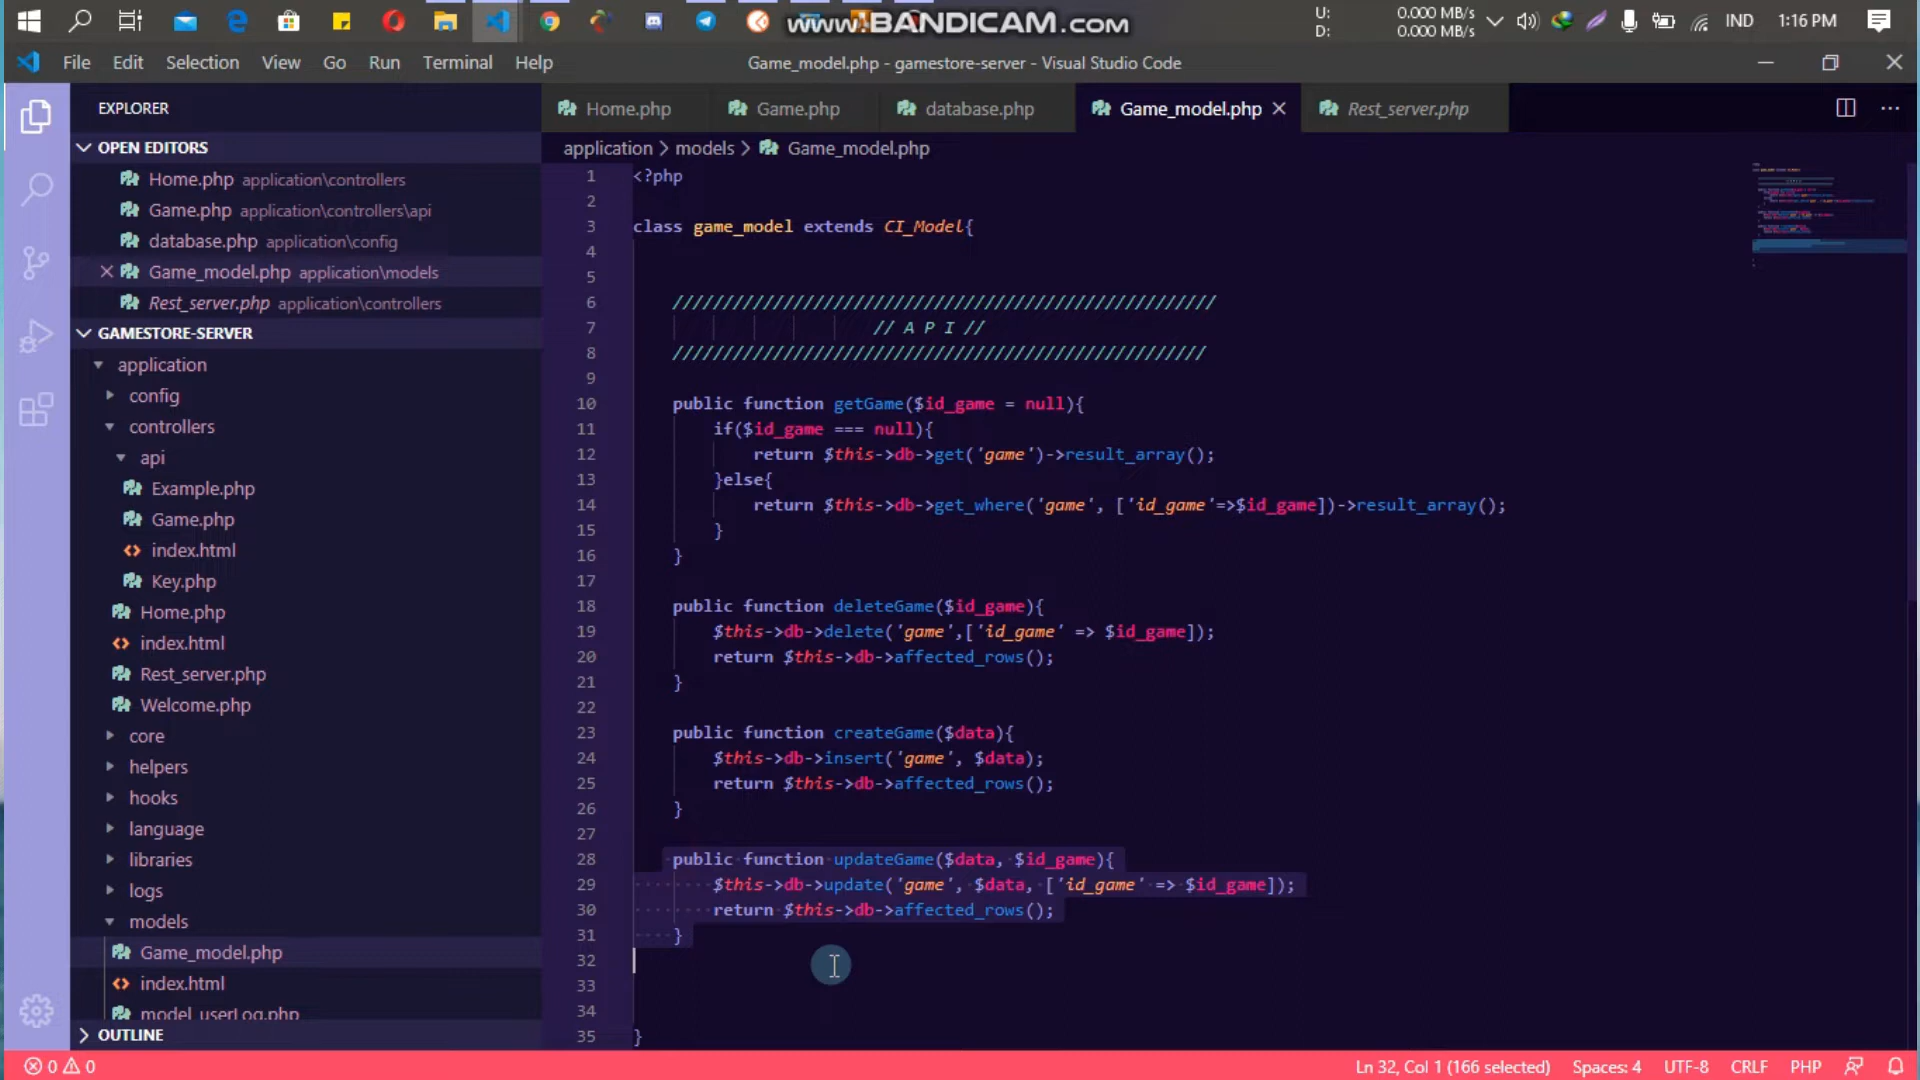 www.BANDICAM.com
U: 0.000 MB/s
D: 0.000 MB/s
IND
1:16 PM
File Edit Selection View Go Run Terminal Help
Game_model.php - gamestore-server - Visual Studio Code
EXPLORER
Home.php Game.php database.php Game_model.php Rest_server.php
OPEN EDITORS
Home.php application\controllers
Game.php application\controllers\api
database.php application\config
Game_model.php application\models
Rest_server.php application\controllers
GAMESTORE-SERVER
application
config
controllers
api
Example.php
Game.php
index.html
Key.php
Home.php
index.html
Rest_server.php
Welcome.php
core
helpers
hooks
language
libraries
logs
models
Game_model.php
index.html
model_userLog.php
OUTLINE
application > models > Game_model.php
1 <?php
2
3 class game_model extends CI_Model{
4
5
6 //////////////////////////////////////////////////////
7 // A P I //
8 /////////////////////////////////////////////////////
9
10 public function getGame($id_game = null){
11 if($id_game === null){
12 return $this->db->get('game')->result_array();
13 }else{
14 return $this->db->get_where('game', ['id_game'=>$id_game])->result_array();
15 }
16 }
17
18 public function deleteGame($id_game){
19 $this->db->delete('game',['id_game' => $id_game]);
20 return $this->db->affected_rows();
21 }
22
23 public function createGame($data){
24 $this->db->insert('game', $data);
25 return $this->db->affected_rows();
26 }
27
28 public function updateGame($data, $id_game){
29 $this->db->update('game', $data, ['id_game' => $id_game]);
30 return $this->db->affected_rows();
31 }
32
33
34
35 }
0 0
Ln 32, Col 1 (166 selected) Spaces: 4 UTF-8 CRLF PHP